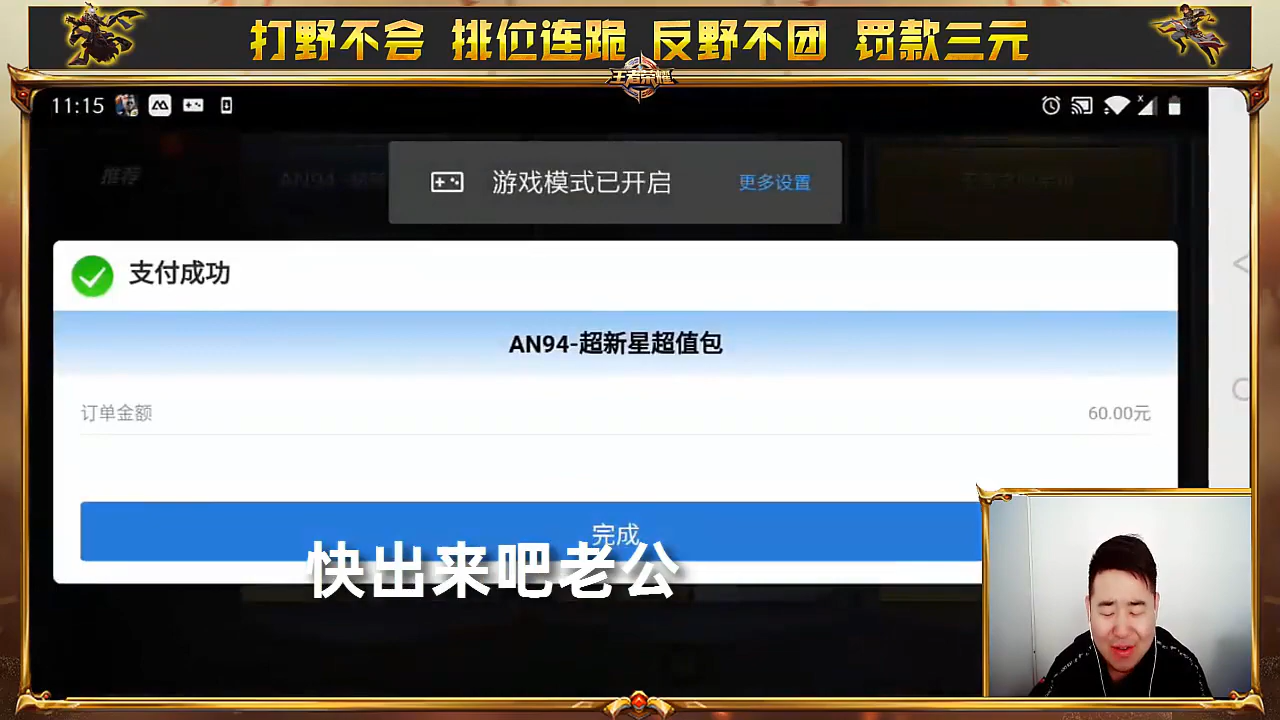 打野不会 排位连跪 反野不团 罚款三元
王者荣耀
11:15
推荐
游戏模式已开启
更多设置
支付成功
AN94-超新星超值包
订单金额
60.00元
完成
快出来吧老公